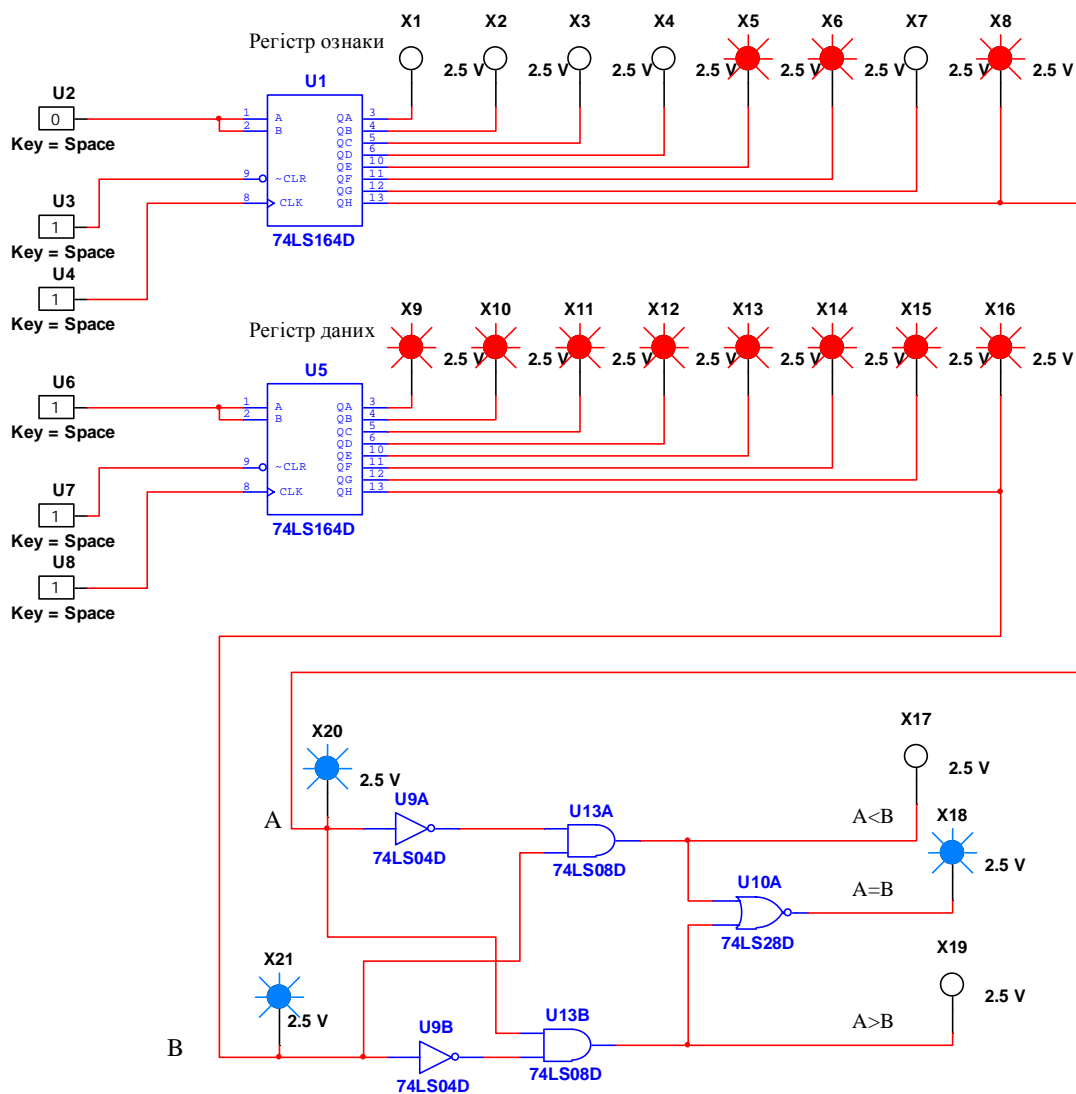 X1 X2 X3 X4 X5 X6 X7 X8
Регістр ознаки
2.5 V 2.5 V 2.5 V 2.5 V 2.5 V 2.5 V 2.5 V 2.5 V
U1
U2
0
Key = Space
1 A QA 3
2 B QB 4
QC 5
QD 6
QE 10
9 ~CLR QF 11
QG 12
8 CLK QH 13
74LS164D
U3
1
Key = Space
U4
1
Key = Space
X9 X10 X11 X12 X13 X14 X15 X16
Регістр даних
2.5 V 2.5 V 2.5 V 2.5 V 2.5 V 2.5 V 2.5 V 2.5 V
U5
U6
1
Key = Space
1 A QA 3
2 B QB 4
QC 5
QD 6
QE 10
9 ~CLR QF 11
QG 12
8 CLK QH 13
74LS164D
U7
1
Key = Space
U8
1
Key = Space
X17
2.5 V
X20
2.5 V
U9A
74LS04D
U13A
74LS08D
A
A<B
X18
2.5 V
U10A
74LS28D
A=B
X19
2.5 V
X21
2.5 V
U9B
74LS04D
U13B
74LS08D
A>B
B